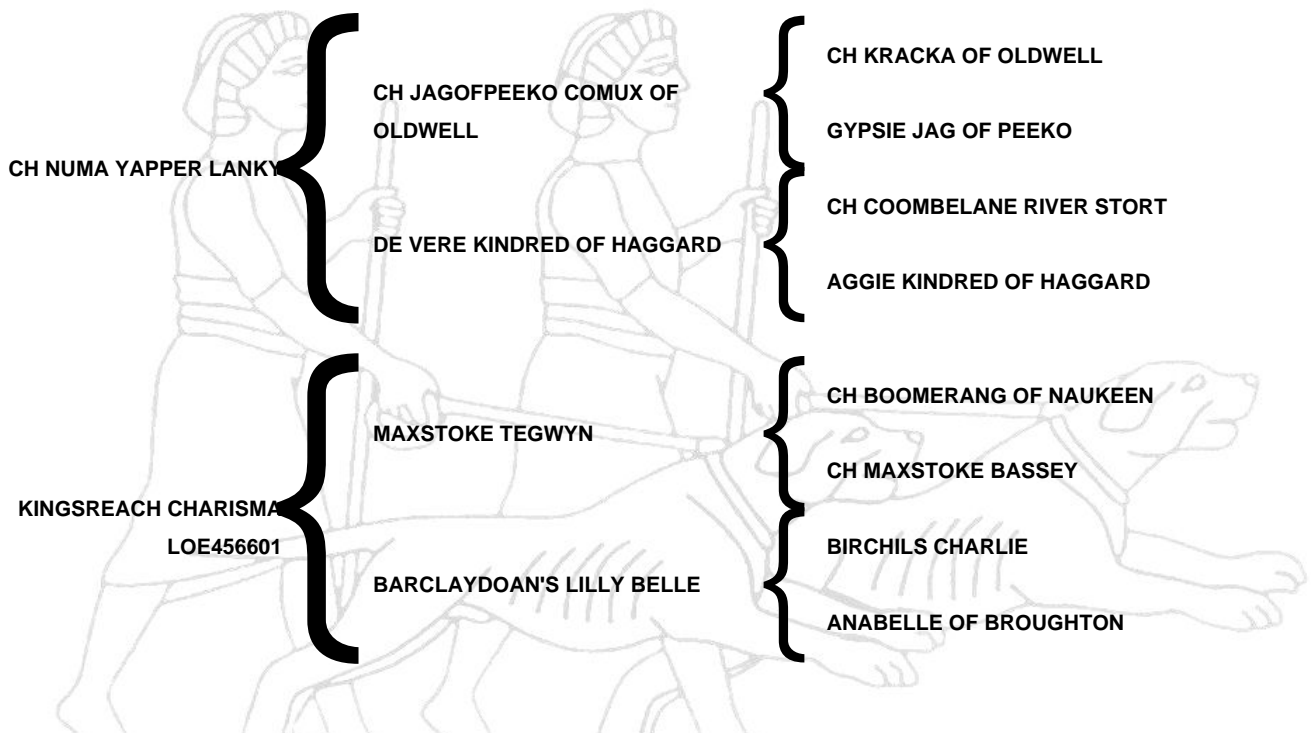 CH NUMA YAPPER LANKY
CH JAGOFPEEKO COMUX OF
OLDWELL
CH KRACKA OF OLDWELL
GYPSIE JAG OF PEEKO
DE VERE KINDRED OF HAGGARD
CH COOMBELANE RIVER STORT
AGGIE KINDRED OF HAGGARD
KINGSREACH CHARISMA
LOE456601
MAXSTOKE TEGWYN
CH BOOMERANG OF NAUKEEN
CH MAXSTOKE BASSEY
BARCLAYDOAN'S LILLY BELLE
BIRCHILS CHARLIE
ANABELLE OF BROUGHTON